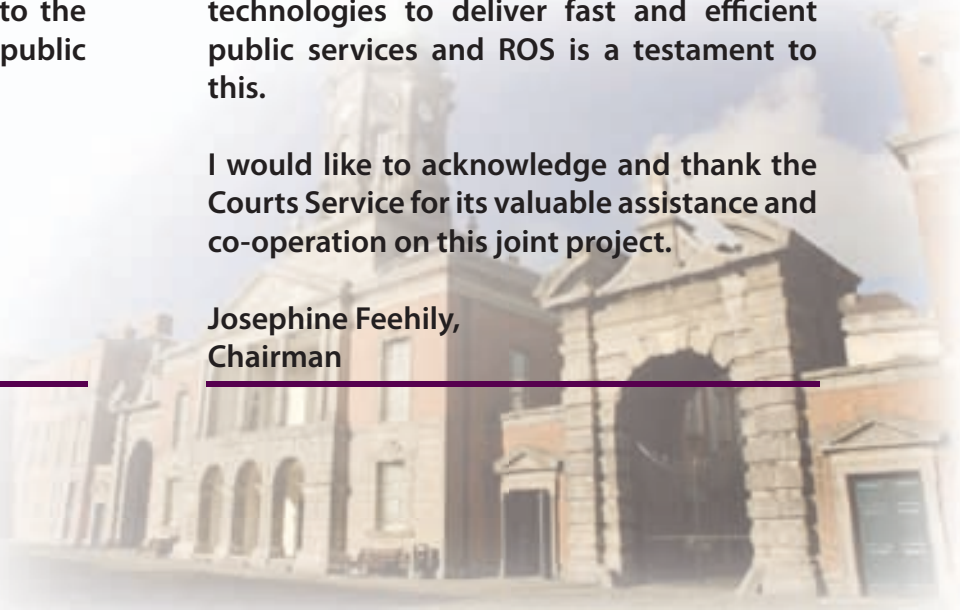 to the
public
technologies to deliver fast and efficient
public services and ROS is a testament to
this.
I would like to acknowledge and thank the
Courts Service for its valuable assistance and
co-operation on this joint project.
Josephine Feehily,
Chairman